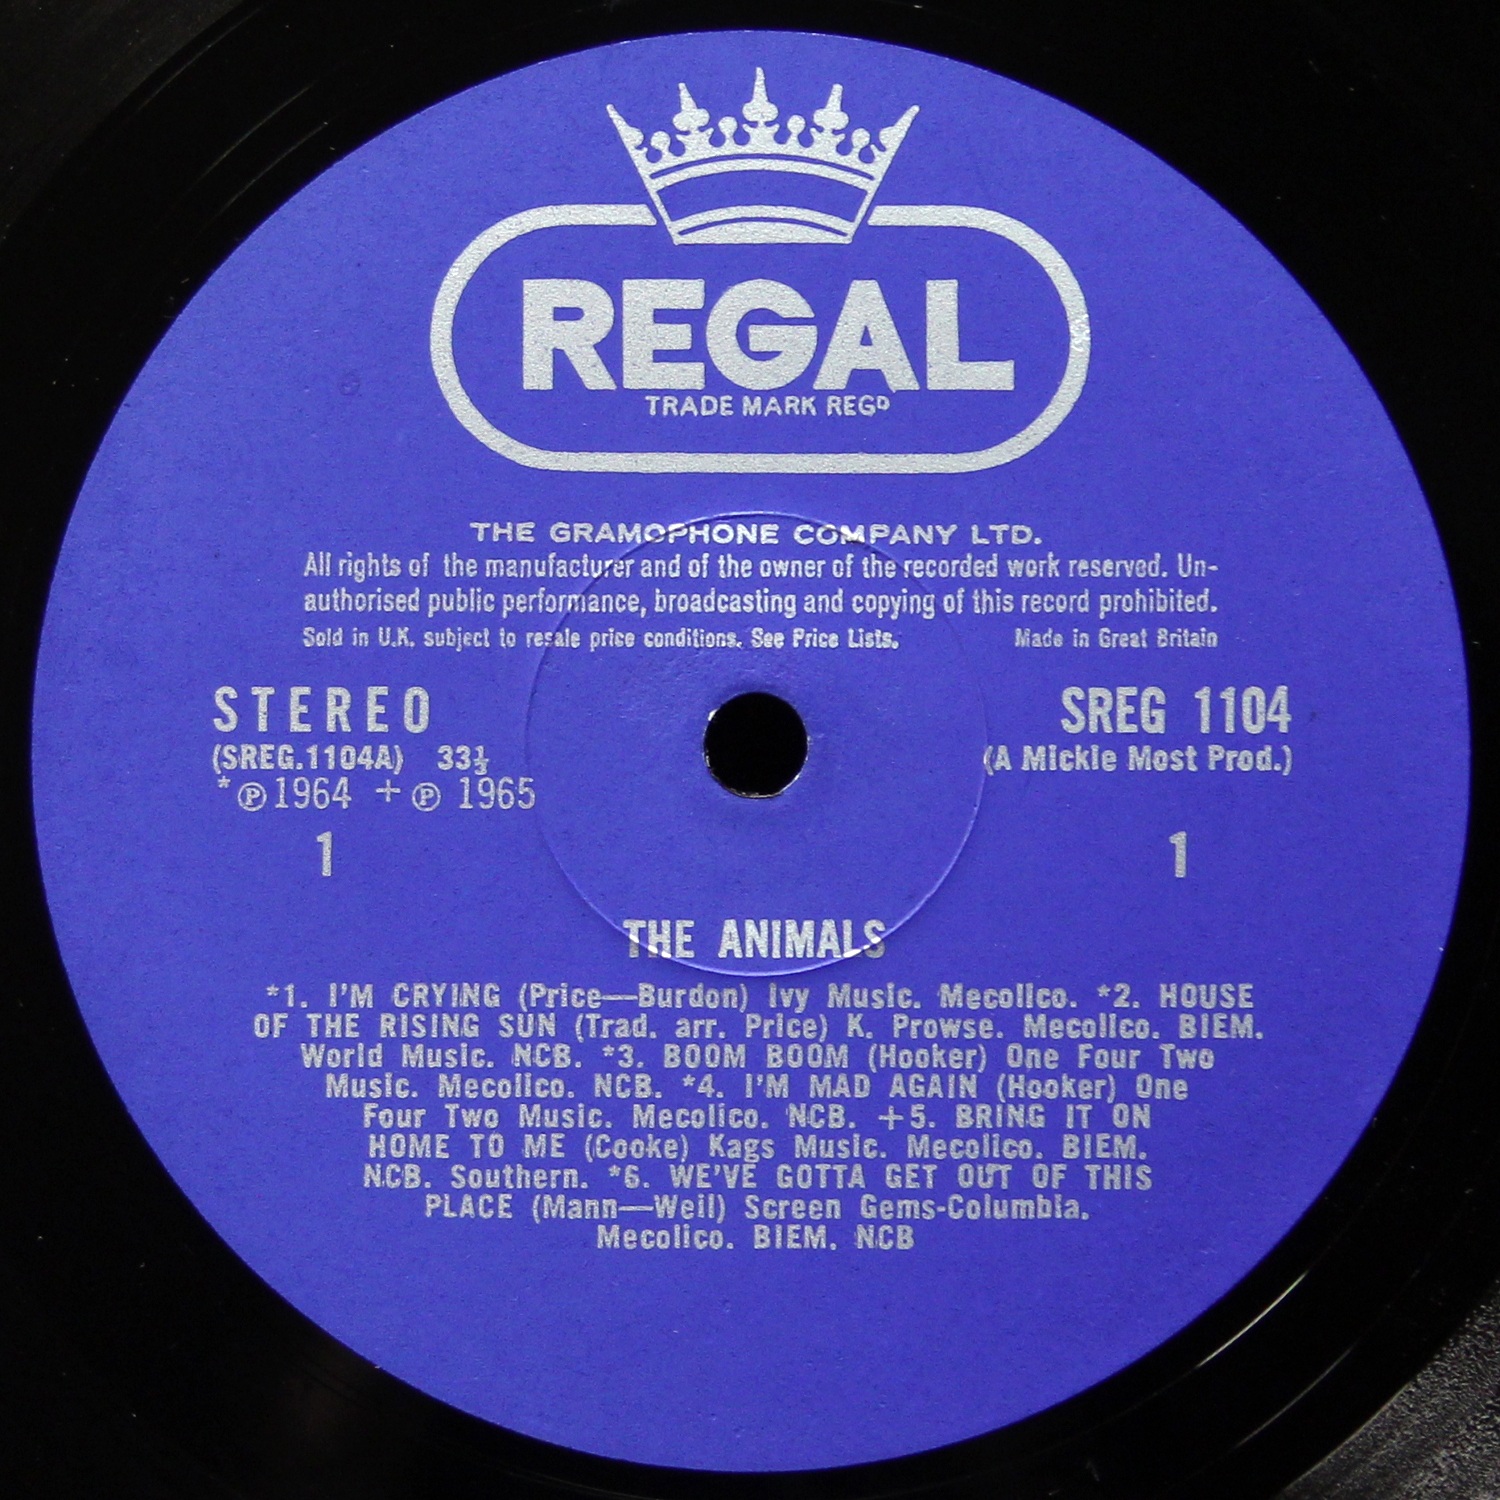 REGAL
TRADE MARK REGD
THE GRAMOPHONE COMPANY LTD.
All rights of the manufacturer and of the owner of the recorded work reserved. Un-
authorised public performance, broadcasting and copying of this record prohibited.
Sold in U.K. subject to resale price conditions. See Price Lists. Made in Great Britain
STEREO SREG 1104
(SREG.1104A) 33⅓ (A Mickie Most Prod.)
*℗1964 +℗ 1965
1 1
THE ANIMALS
*1. I'M CRYING (Price—Burdon) Ivy Music. Mecolico. *2. HOUSE
OF THE RISING SUN (Trad. arr. Price) K. Prowse. Mecolico. BIEM.
World Music. NCB. *3. BOOM BOOM (Hooker) One Four Two
Music. Mecolico. NCB. *4. I'M MAD AGAIN (Hooker) One
Four Two Music. Mecolico. NCB. +5. BRING IT ON
HOME TO ME (Cooke) Kags Music. Mecolico. BIEM.
NCB. Southern. *6. WE'VE GOTTA GET OUT OF THIS
PLACE (Mann—Weil) Screen Gems-Columbia.
Mecolico. BIEM. NCB